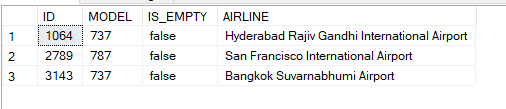 ID MODEL IS_EMPTY AIRLINE
1 1064 737 false Hyderabad Rajiv Gandhi International Airport
2 2789 787 false San Francisco International Airport
3 3143 737 false Bangkok Suvarnabhumi Airport